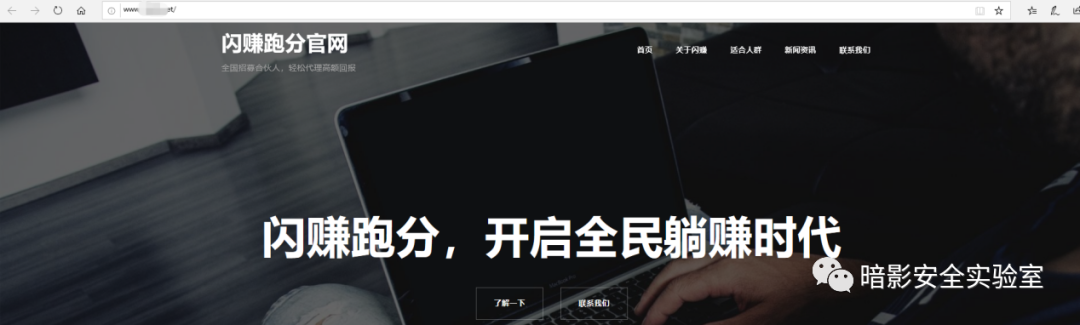 www. et/
闪赚跑分官网
全国招募合伙人，轻松代理高额回报
首页 关于闪赚 适合人群 新闻资讯 联系我们
闪赚跑分，开启全民躺赚时代
了解一下 联系我们
暗影安全实验室